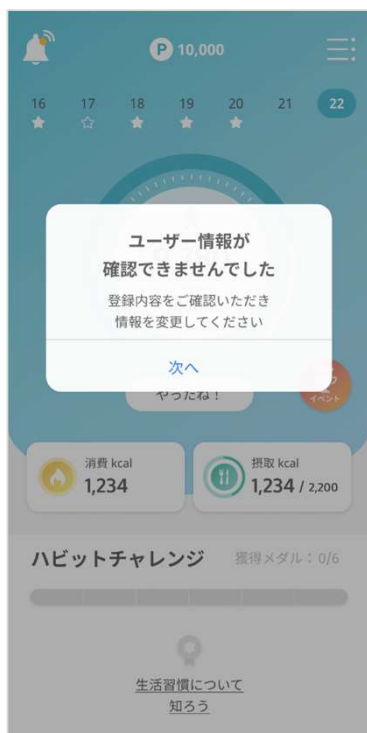 P 10,000
16 17 18 19 20 21 22
ユーザー情報が
確認できませんでした
登録内容をご確認いただき
情報を変更してください
次へ
やったね！
イベント
消費 kcal
1,234
摂取 kcal
1,234 / 2,200
ハビットチャレンジ
獲得メダル：0/6
生活習慣について
知ろう